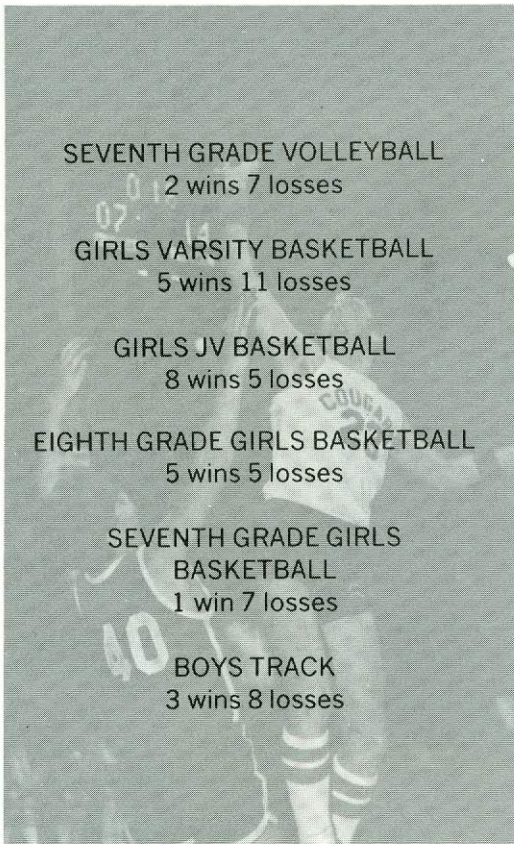 SEVENTH GRADE VOLLEYBALL
2 wins 7 losses
GIRLS VARSITY BASKETBALL
5 wins 11 losses
GIRLS JV BASKETBALL
8 wins 5 losses
EIGHTH GRADE GIRLS BASKETBALL
5 wins 5 losses
SEVENTH GRADE GIRLS
BASKETBALL
1 win 7 losses
BOYS TRACK
3 wins 8 losses
40